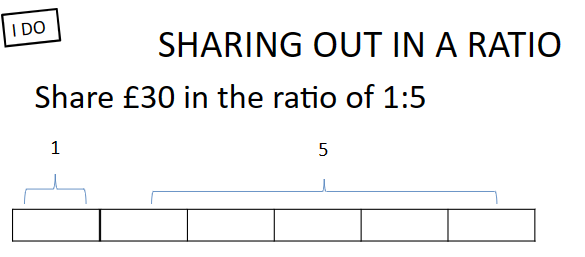 I DO
SHARING OUT IN A RATIO
Share £30 in the ratio of 1:5
1 5